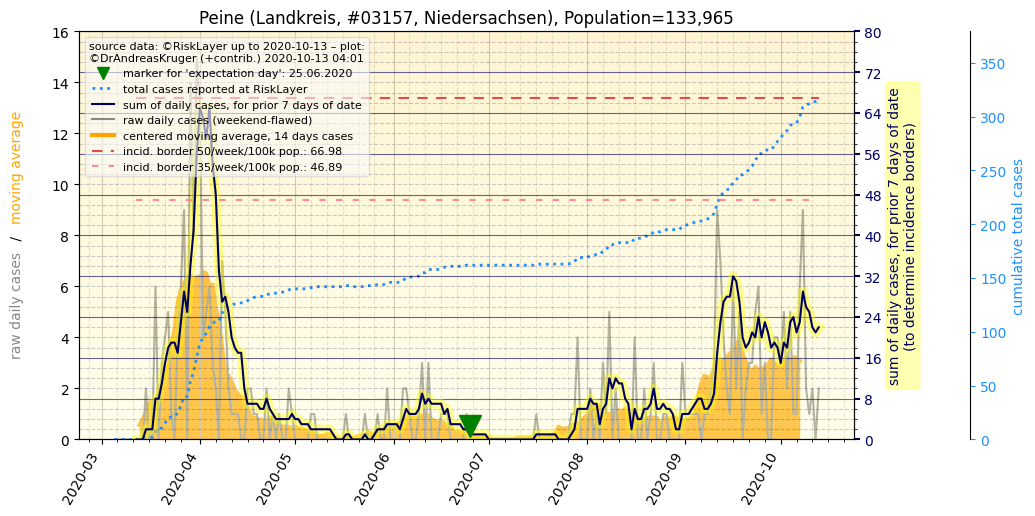 Peine (Landkreis, #03157, Niedersachsen), Population=133,965
source data: ©RiskLayer up to 2020-10-13 – plot:
©DrAndreasKruger (+contrib.) 2020-10-13 04:01
marker for 'expectation day': 25.06.2020
total cases reported at RiskLayer
sum of daily cases, for prior 7 days of date
raw daily cases (weekend-flawed)
centered moving average, 14 days cases
incid. border 50/week/100k pop.: 66.98
incid. border 35/week/100k pop.: 46.89
raw daily cases / moving average
16
14
12
10
8
6
4
2
0
2020-03
2020-04
2020-05
2020-06
2020-07
2020-08
2020-09
2020-10
80
72
64
56
48
40
32
24
16
8
0
sum of daily cases, for prior 7 days of date
(to determine incidence borders)
350
300
250
200
150
100
50
0
cumulative total cases